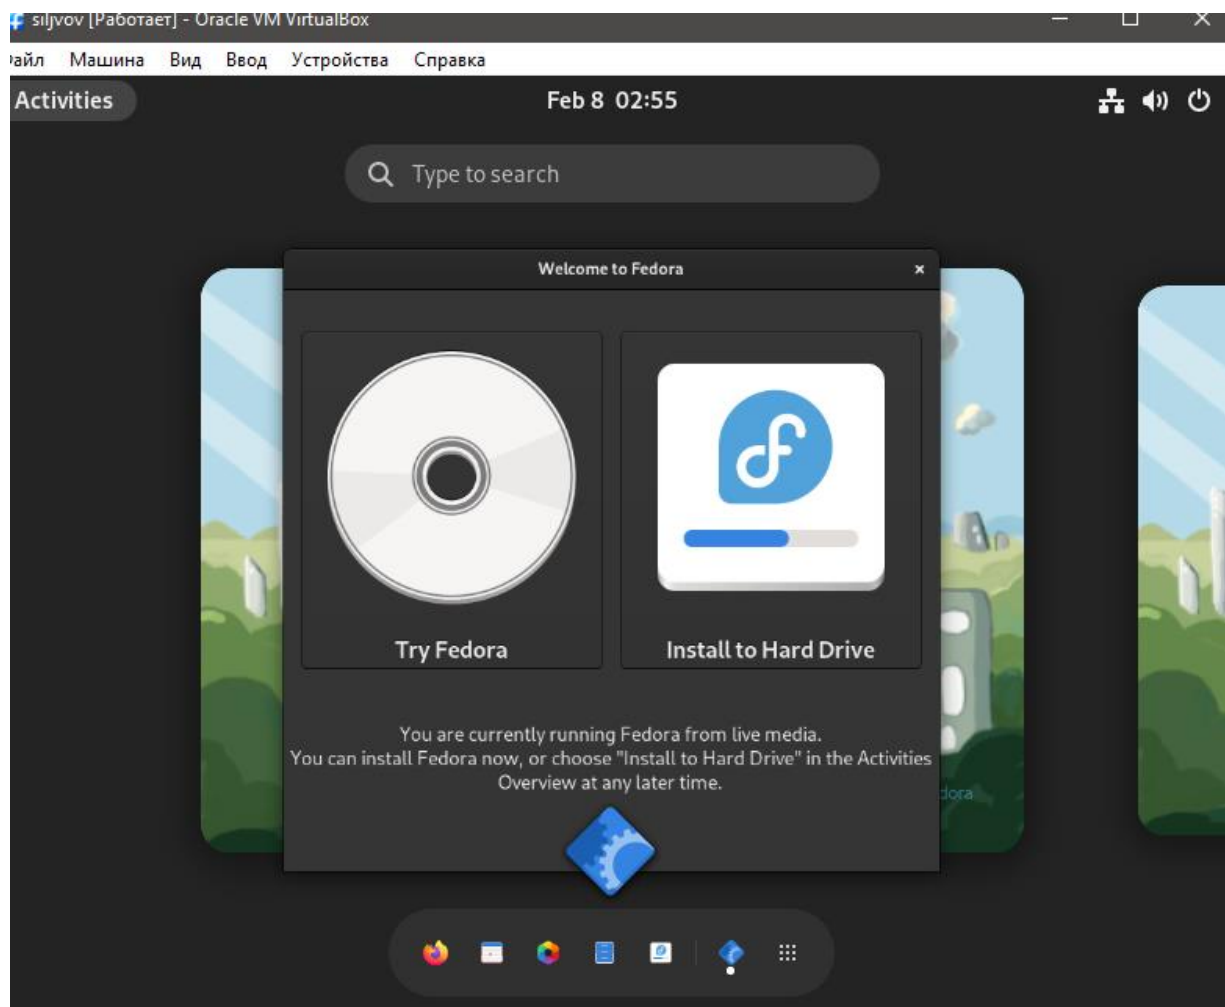 siljvov [Работает] - Oracle VM VirtualBox
айл Машина Вид Ввод Устройства Справка
Activities Feb 8 02:55
Type to search
Welcome to Fedora
Try Fedora Install to Hard Drive
You are currently running Fedora from live media.
You can install Fedora now, or choose "Install to Hard Drive" in the Activities
Overview at any later time.
dora